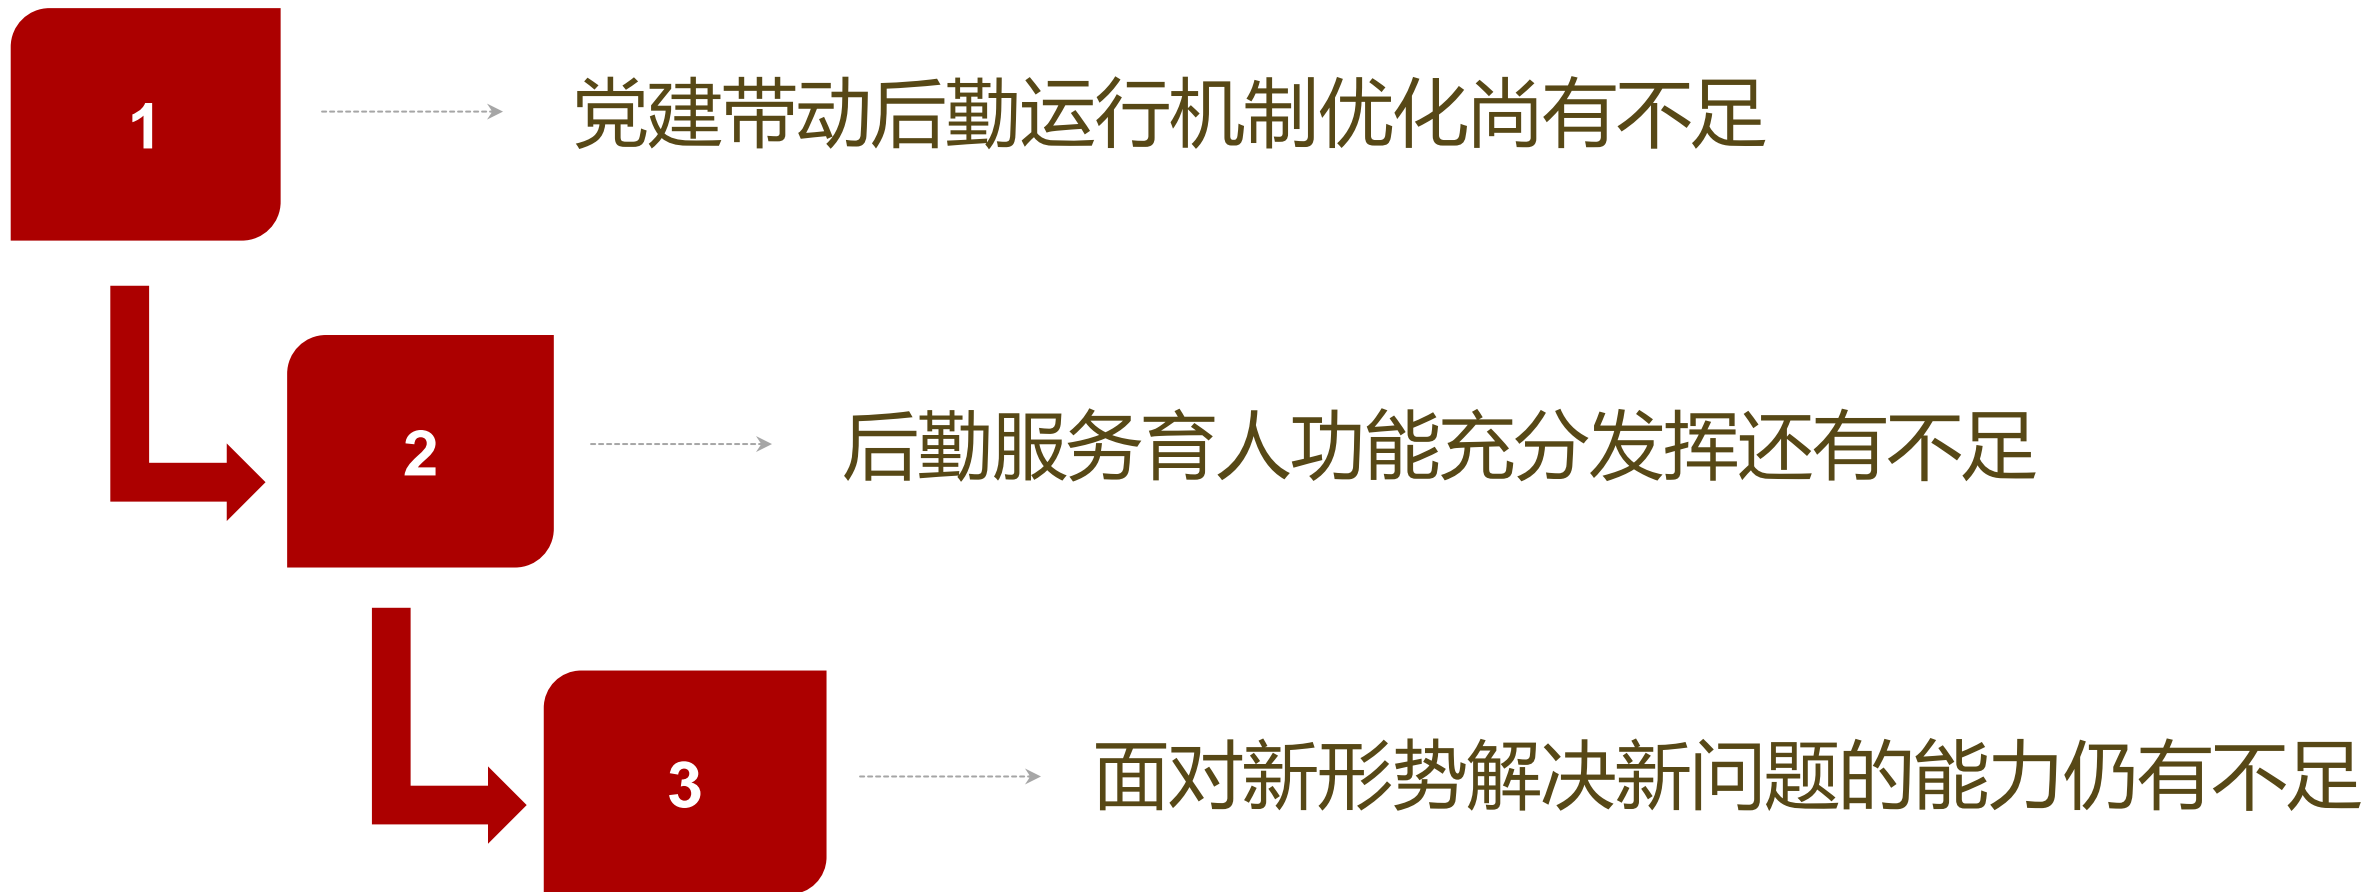 1
党建带动后勤运行机制优化尚有不足
2
后勤服务育人功能充分发挥还有不足
3
面对新形势解决新问题的能力仍有不足